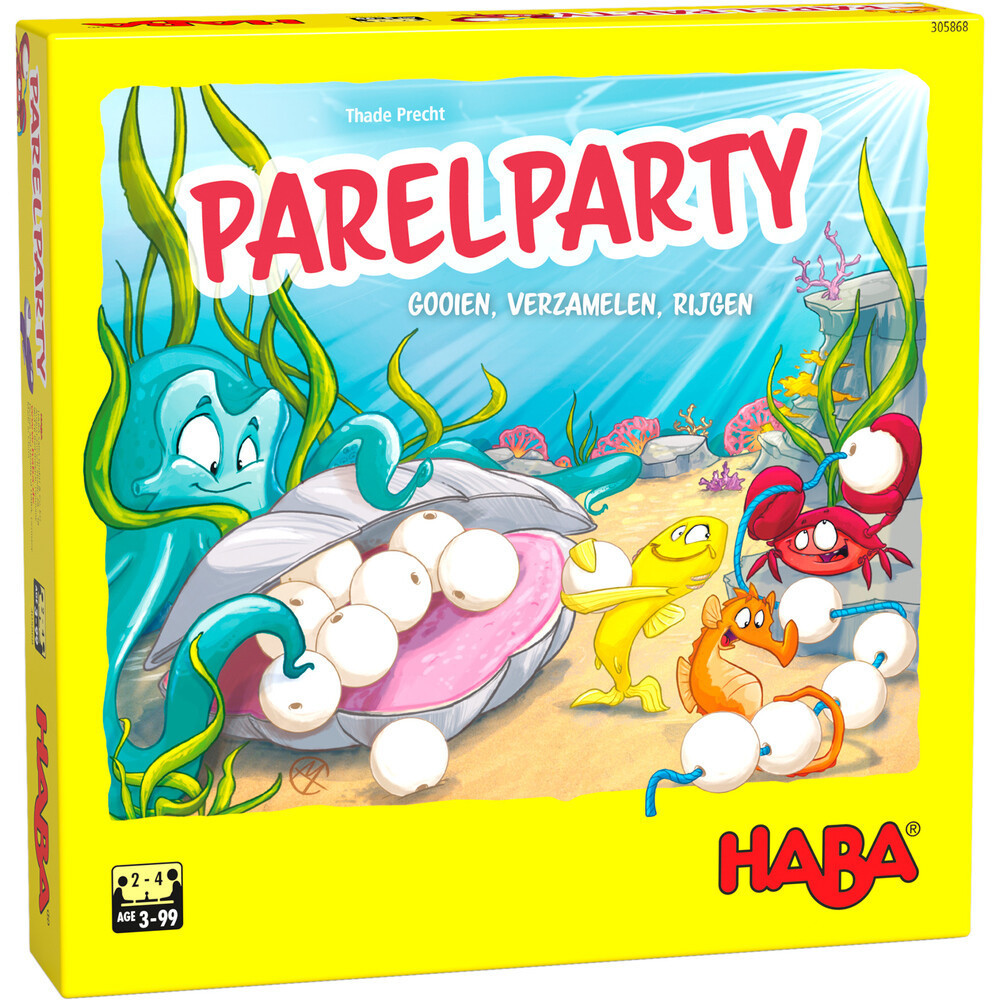 305868
Thade Precht
PARELPARTY
GOOIEN, VERZAMELEN, RIJGEN
PARELPARTY
HABA
HABA®
2 - 4
AGE 3-99